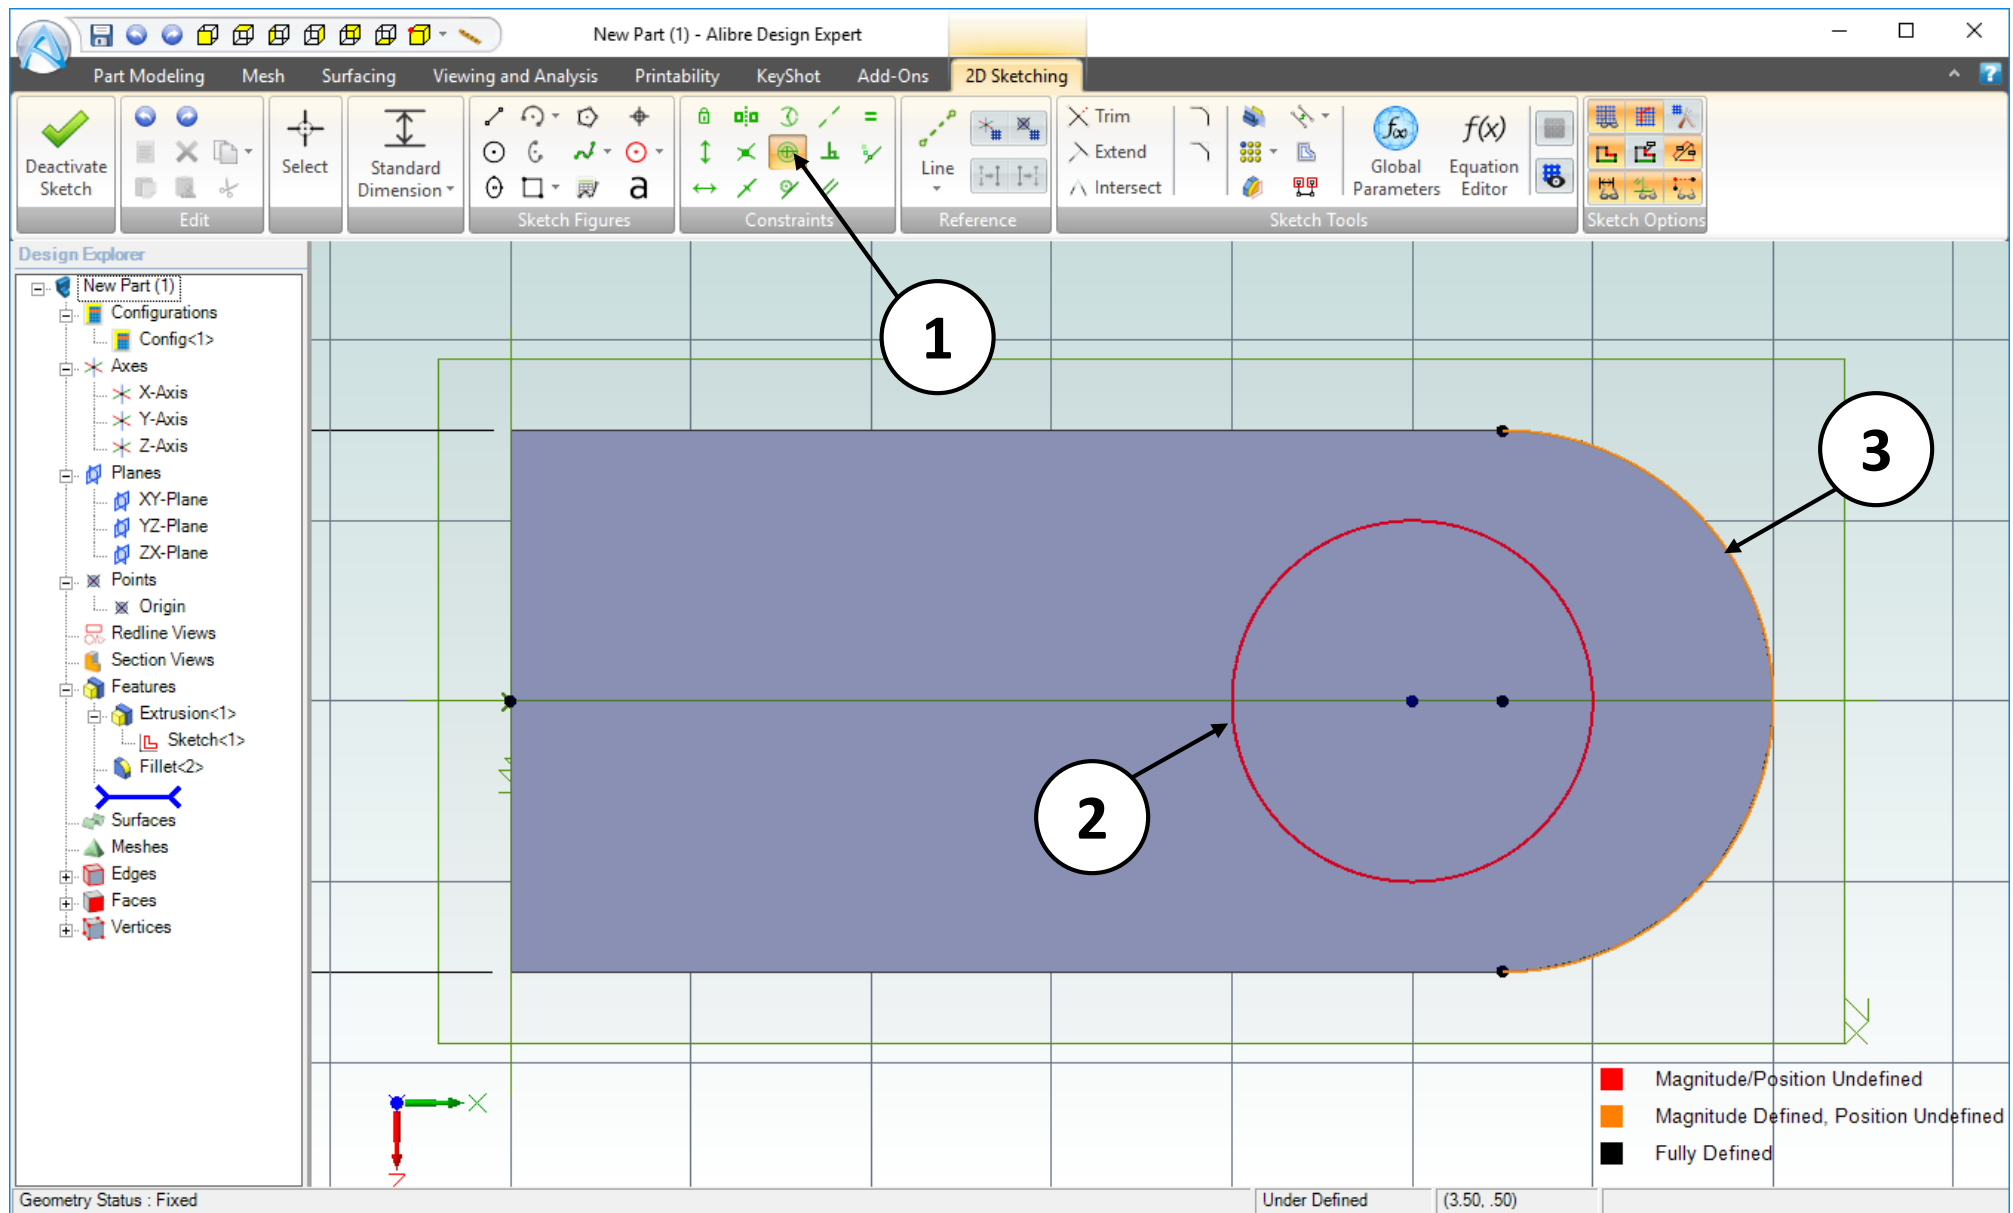 New Part (1) - Alibre Design Expert
Part Modeling Mesh Surfacing Viewing and Analysis Printability KeyShot Add-Ons 2D Sketching
Deactivate
Sketch
Edit
Select
Standard
Dimension
a
Sketch Figures
Constraints
Line
Reference
Trim
Extend
Intersect
f∞
Global
Parameters
f(x)
Equation
Editor
Sketch Tools
Sketch Options
Design Explorer
New Part (1)
Configurations
Config<1>
Axes
X-Axis
Y-Axis
Z-Axis
Planes
XY-Plane
YZ-Plane
ZX-Plane
Points
Origin
Redline Views
Section Views
Features
Extrusion<1>
Sketch<1>
Fillet<2>
Surfaces
Meshes
Edges
Faces
Vertices
1
3
2
X
Z
Magnitude/Position Undefined
Magnitude Defined, Position Undefined
Fully Defined
Geometry Status : Fixed
Under Defined
(3.50, .50)